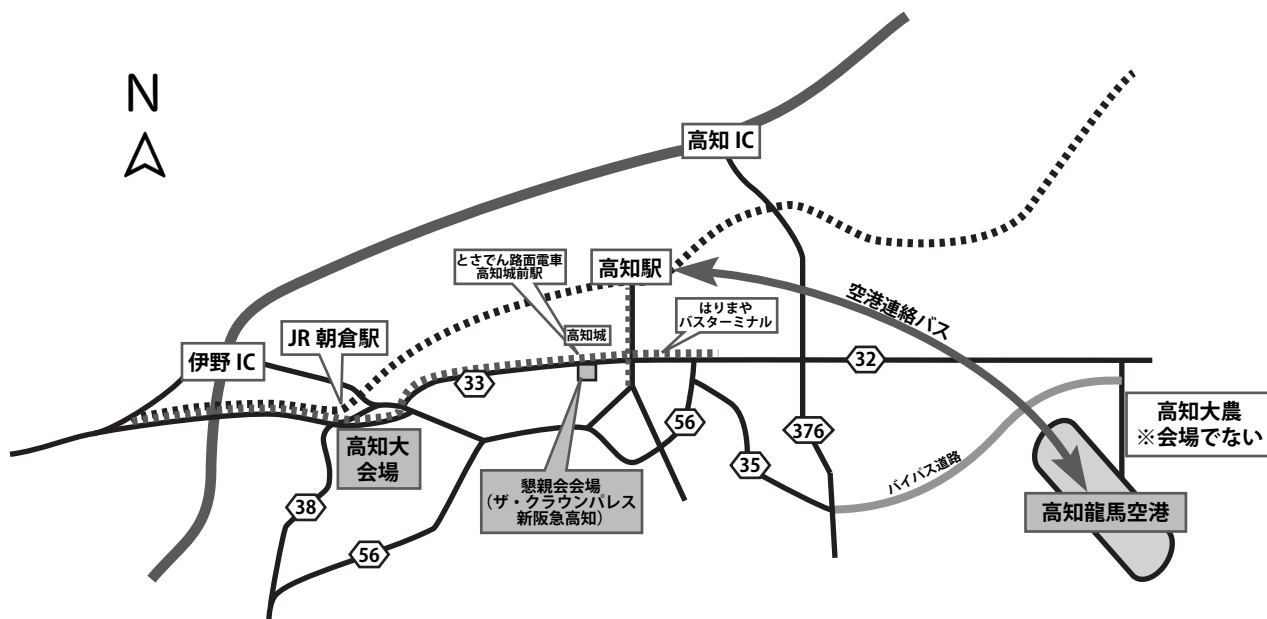 N
高知 IC
とさでん路面電車
高知城前駅
高知駅
空港連絡バス
はりまや
バスターミナル
高知城
JR 朝倉駅
伊野 IC
32
33
高知大農
※会場でない
高知大
会場
56
376
35
バイパス道路
懇親会会場
（ザ・クラウンパレス
新阪急高知）
38
高知龍馬空港
56